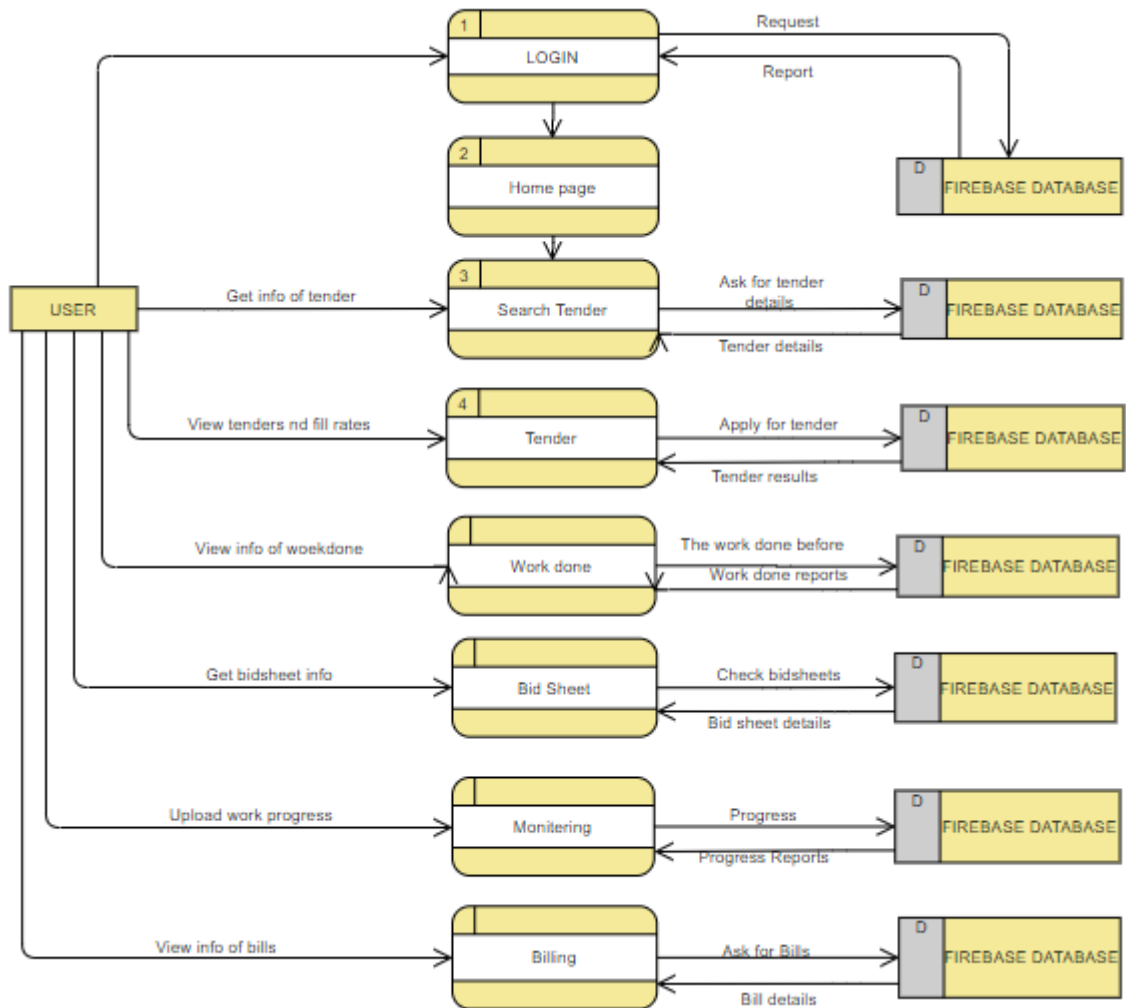 1
LOGIN
Request
Report
2
Home page
D
FIREBASE DATABASE
USER
Get info of tender
3
Search Tender
Ask for tender
details
Tender details
D
FIREBASE DATABASE
View tenders nd fill rates
4
Tender
Apply for tender
Tender results
D
FIREBASE DATABASE
View info of woekdone
Work done
The work done before
Work done reports
D
FIREBASE DATABASE
Get bidsheet info
Bid Sheet
Check bidsheets
Bid sheet details
D
FIREBASE DATABASE
Upload work progress
Monitering
Progress
Progress Reports
D
FIREBASE DATABASE
View info of bills
Billing
Ask for Bills
Bill details
D
FIREBASE DATABASE